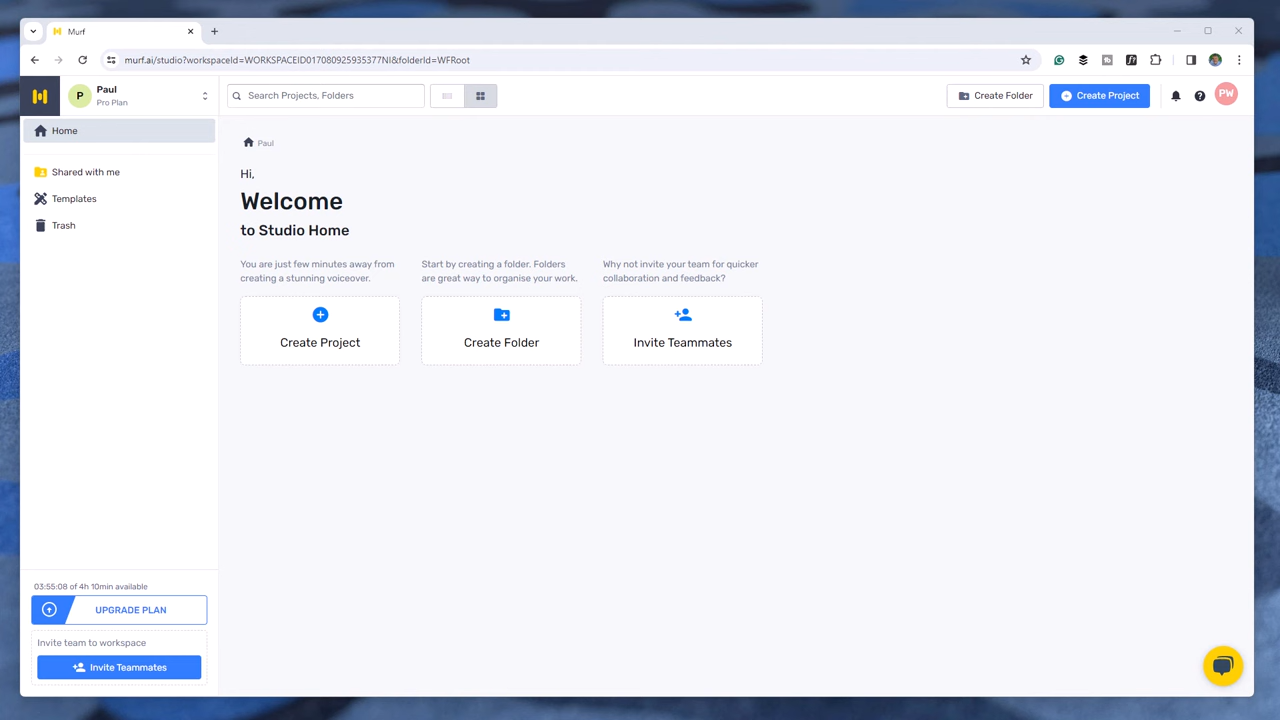 Murf
murf.ai/studio?workspaceId=WORKSPACEID017080925935377NI&folderId=WFRoot
P
Paul
Pro Plan
Search Projects, Folders
Create Folder
Create Project
PW
Home
Shared with me
Templates
Trash
Paul
Hi,
Welcome
to Studio Home
You are just few minutes away from
creating a stunning voiceover.
Create Project
Start by creating a folder. Folders
are great way to organise your work.
Create Folder
Why not invite your team for quicker
collaboration and feedback?
Invite Teammates
03:55:08 of 4h 10min available
UPGRADE PLAN
Invite team to workspace
Invite Teammates